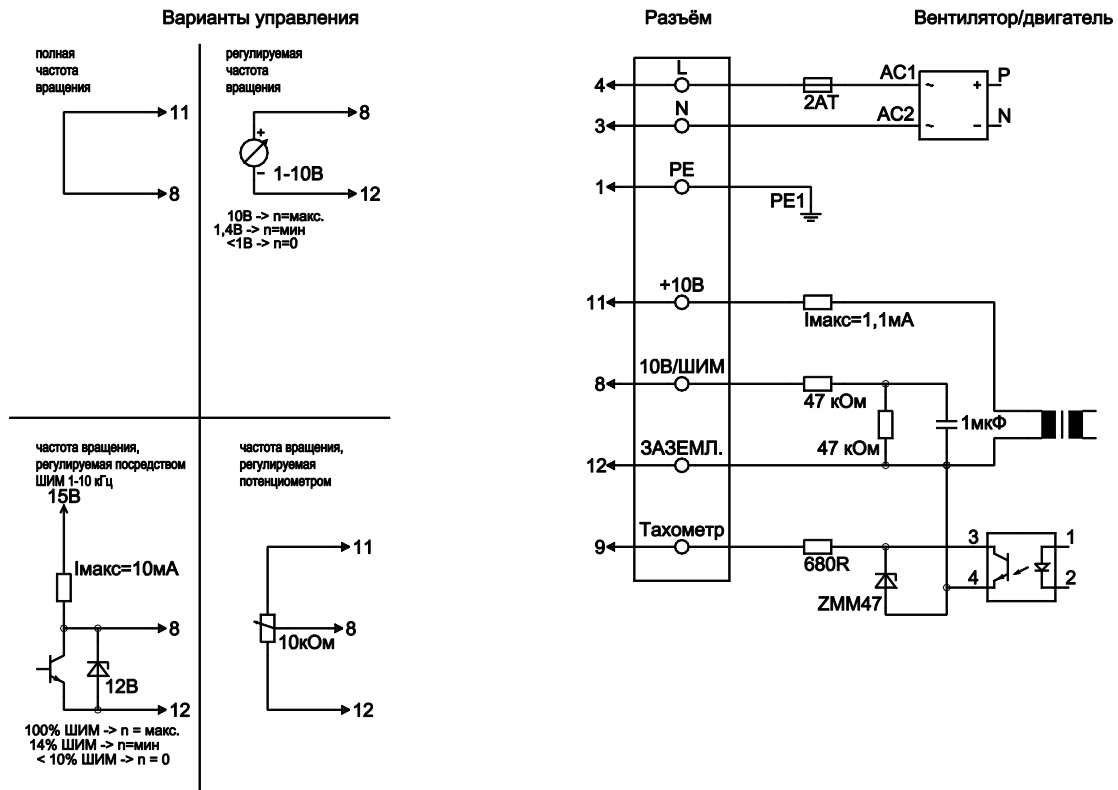 Варианты управления
полная
частота
вращения
11
8
регулируемая
частота
вращения
8
+
1-10В
–
12
10В -> n=макс.
1,4В -> n=мин
<1В -> n=0
частота вращения,
регулируемая посредством
ШИМ 1-10 кГц
15В
Iмакс=10мА
8
12В
12
100% ШИМ -> n = макс.
14% ШИМ -> n=мин
< 10% ШИМ -> n = 0
частота вращения,
регулируемая
потенциометром
11
8
10кОм
12
Разъём
Вентилятор/двигатель
4
L
2АТ
AC1
~
+
P
3
N
AC2
~
–
N
1
PE
PE1
11
+10В
Iмакс=1,1мА
8
10В/ШИМ
47 кОм
47 кОм
1мкФ
12
ЗАЗЕМЛ.
9
Тахометр
680R
ZMM47
3
4
1
2